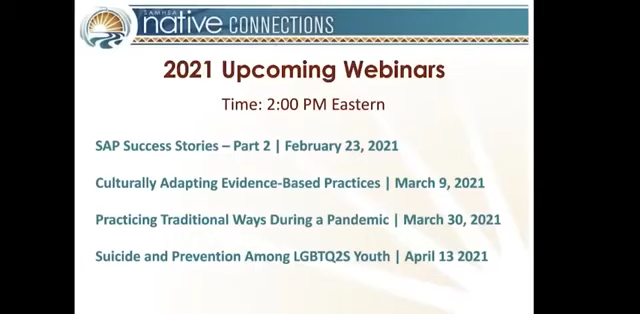 SAMHSA
native CONNECTIONS
2021 Upcoming Webinars
Time: 2:00 PM Eastern
SAP Success Stories – Part 2 | February 23, 2021
Culturally Adapting Evidence-Based Practices | March 9, 2021
Practicing Traditional Ways During a Pandemic | March 30, 2021
Suicide and Prevention Among LGBTQ2S Youth | April 13 2021